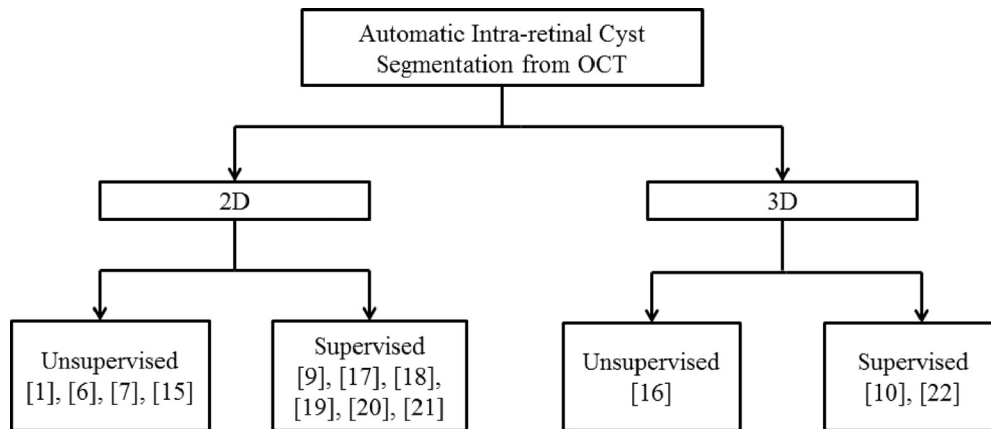 Automatic Intra-retinal Cyst
Segmentation from OCT
2D
3D
Unsupervised
[1], [6], [7], [15]
Supervised
[9], [17], [18],
[19], [20], [21]
Unsupervised
[16]
Supervised
[10], [22]